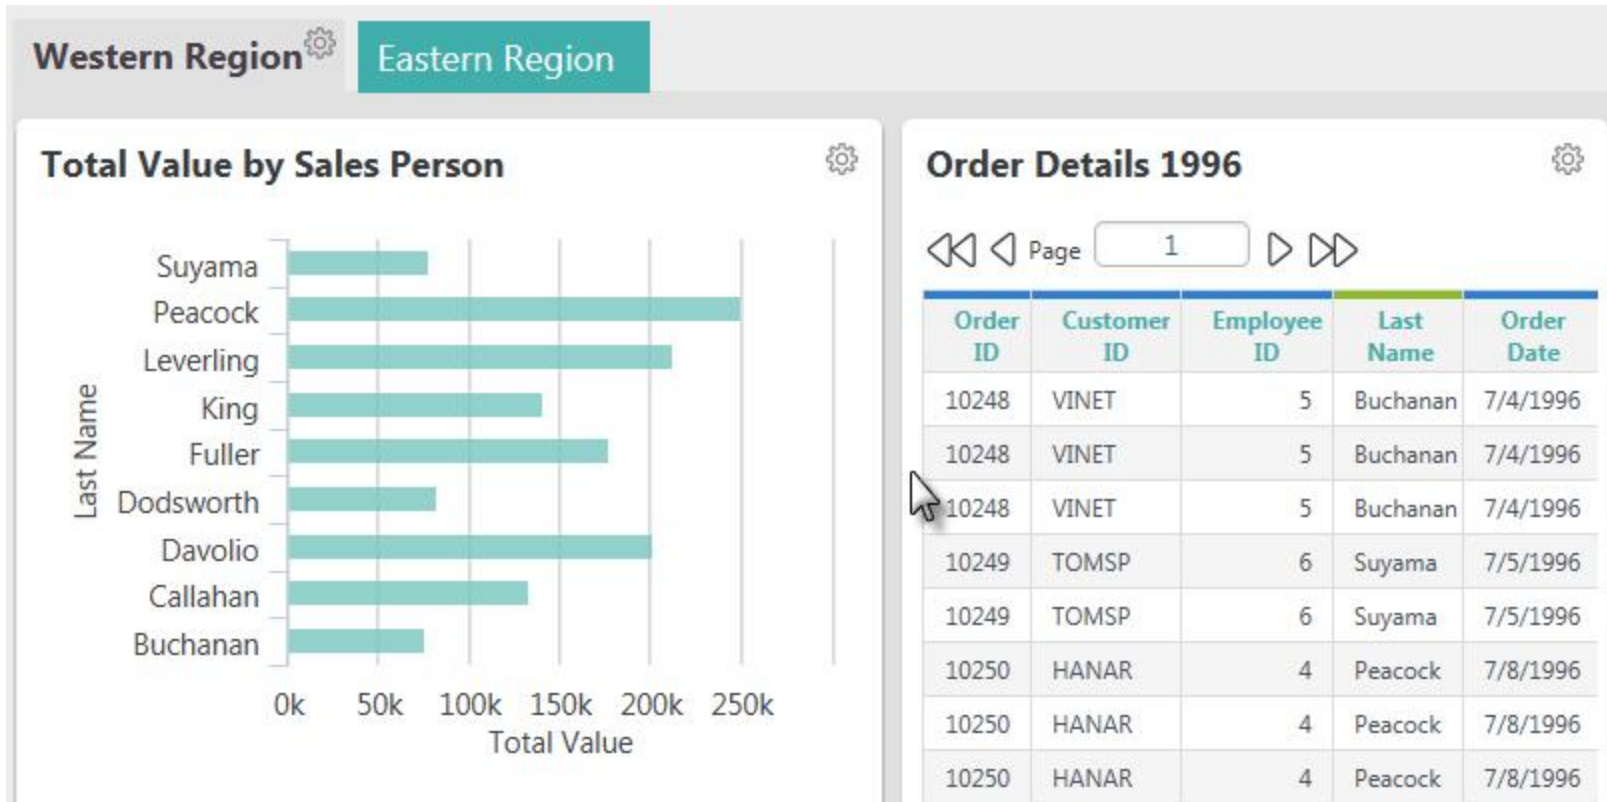 Western Region
Eastern Region
Total Value by Sales Person
Suyama
Peacock
Leverling
King
Fuller
Dodsworth
Davolio
Callahan
Buchanan
Last Name
0k 50k 100k 150k 200k 250k
Total Value
Order Details 1996
Page 1
Order ID Customer ID Employee ID Last Name Order Date
10248 VINET 5 Buchanan 7/4/1996
10248 VINET 5 Buchanan 7/4/1996
10248 VINET 5 Buchanan 7/4/1996
10249 TOMSP 6 Suyama 7/5/1996
10249 TOMSP 6 Suyama 7/5/1996
10250 HANAR 4 Peacock 7/8/1996
10250 HANAR 4 Peacock 7/8/1996
10250 HANAR 4 Peacock 7/8/1996